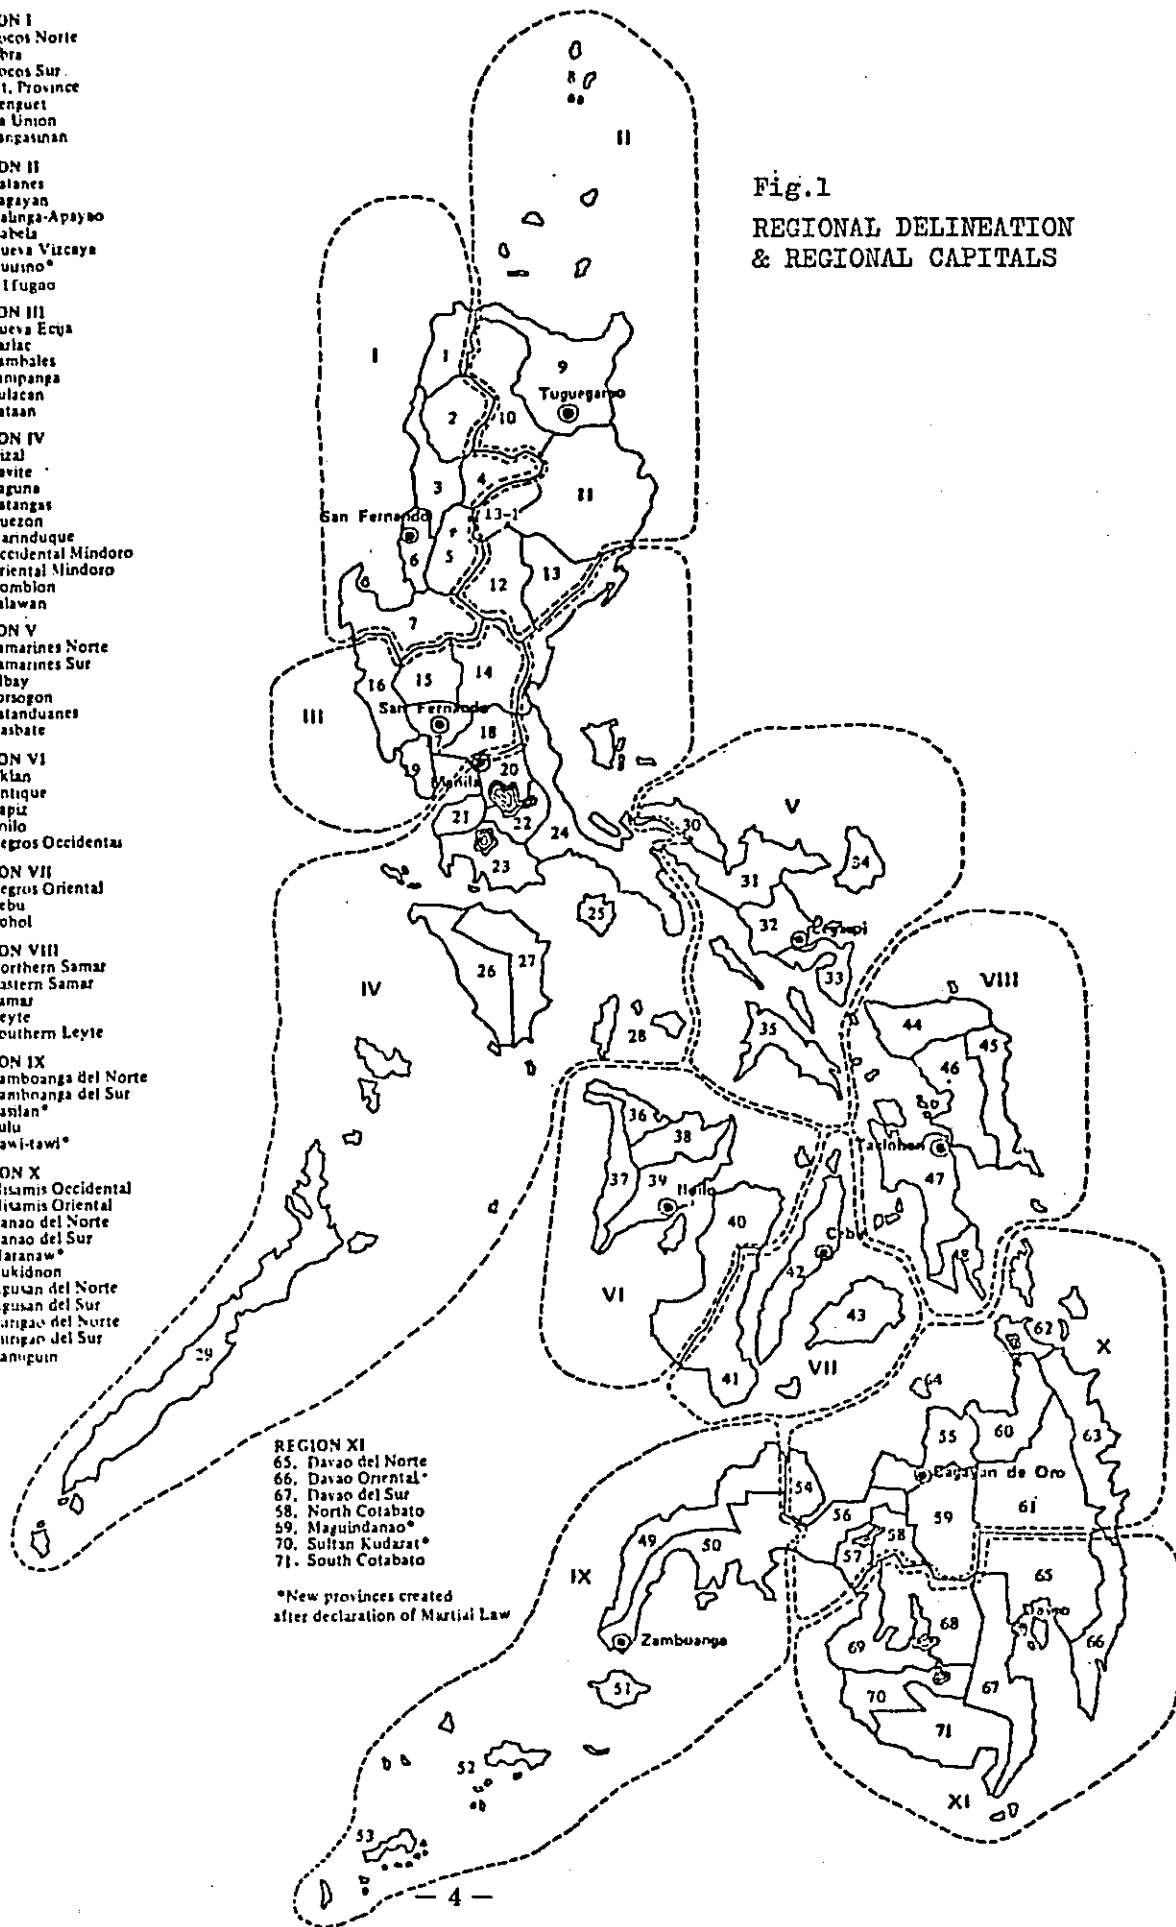 ON I
ocos Norte
bra
ocos Sur.
t. Province
enguet
a Union
angasinan
ON II
atanes
agayan
alinga-Apayao
abela
ueva Vizcaya
uirino*
Ifugao
ON III
ueva Ecija
arlac
ambales
ampanga
ulacan
ataan
ON IV
izal
avite
aguna
atangas
uezon
arinduque
ccidental Mindoro
riental Mindoro
omblon
alawan
ON V
amarines Norte
amarines Sur
lbay
orsogon
atanduanes
asbate
ON VI
klan
ntique
apiz
oilo
egros Occidental
ON VII
egros Oriental
ebu
ohol
ON VIII
orthern Samar
astern Samar
amar
eyte
outhern Leyte
ON IX
amboanga del Norte
amboanga del Sur
asilan*
ulu
awi-tawi*
ON X
lisamis Occidental
lisamis Oriental
anao del Norte
anao del Sur
laranaw*
ukidnon
gusan del Norte
gusan del Sur
urigao del Norte
urigao del Sur
amiguin
Fig.1
REGIONAL DELINEATION
& REGIONAL CAPITALS
8
II
I
1
9
Tuguegarao
2
10
3
4
11
San Fernando
13-1
6
5
12
13
7
16
15
14
III
San Fernando
17
18
19
Manila
20
21
22
24
23
30
V
31
34
25
32
Legaspi
26
27
33
IV
VIII
28
35
44
45
46
36
38
Tacloban
37
39
Iloilo
47
40
Cebu
42
48
VI
43
62
X
29
41
VII
64
REGION XI
65. Davao del Norte
66. Davao Oriental*
67. Davao del Sur
58. North Cotabato
59. Maguindanao*
70. Sultan Kudarat*
71. South Cotabato
*New provinces created
after declaration of Martial Law
55
60
63
Cagayan de Oro
54
56
59
61
49
50
57
58
IX
65
Davao
68
69
66
Zambuanga
51
70
67
71
52
XI
53
— 4 —